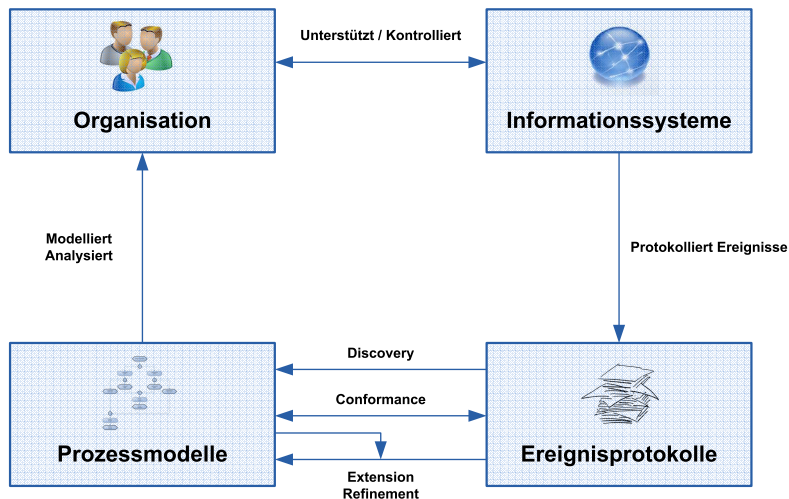 Unterstützt / Kontrolliert
Organisation
Informationssysteme
Modelliert
Analysiert
Protokolliert Ereignisse
Discovery
Conformance
Prozessmodelle
Ereignisprotokolle
Extension
Refinement